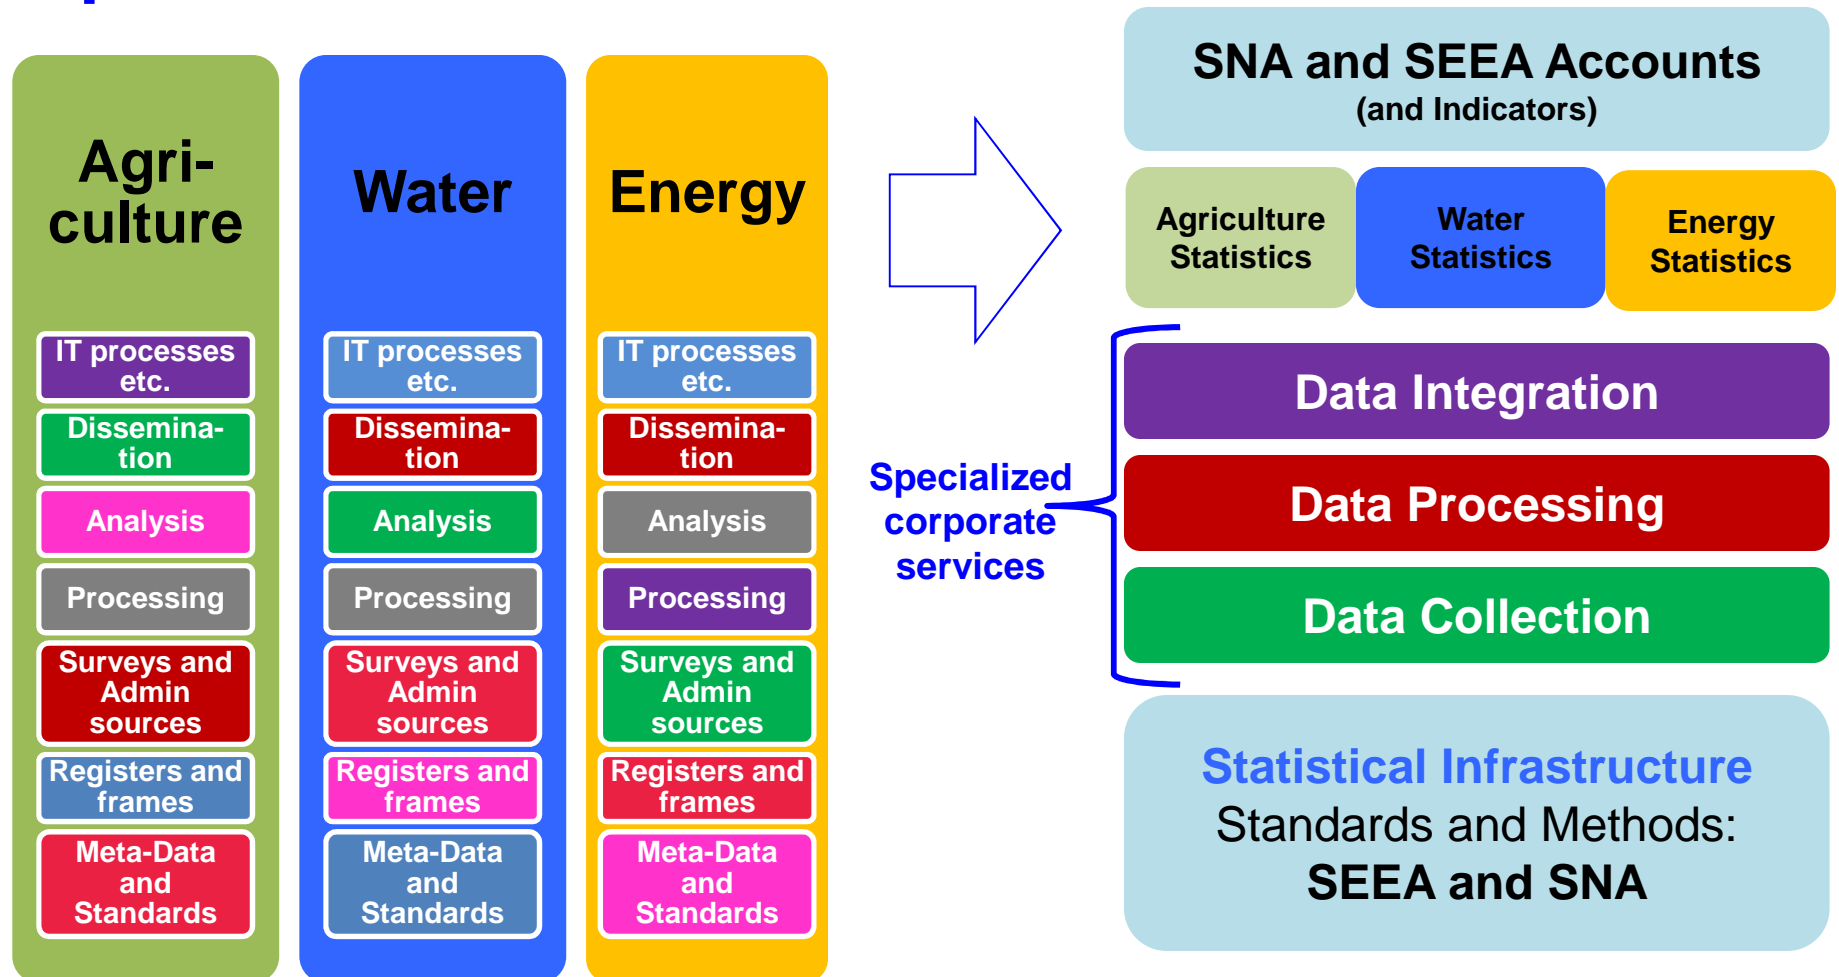 Agri-
culture
IT processes
etc.
Dissemina-
tion
Analysis
Processing
Surveys and
Admin
sources
Registers and
frames
Meta-Data
and
Standards
Water
IT processes
etc.
Dissemina-
tion
Analysis
Processing
Surveys and
Admin
sources
Registers and
frames
Meta-Data
and
Standards
Energy
IT processes
etc.
Dissemina-
tion
Analysis
Processing
Surveys and
Admin
sources
Registers and
frames
Meta-Data
and
Standards
Specialized
corporate
services
SNA and SEEA Accounts
(and Indicators)
Agriculture
Statistics
Water
Statistics
Energy
Statistics
Data Integration
Data Processing
Data Collection
Statistical Infrastructure
Standards and Methods:
SEEA and SNA